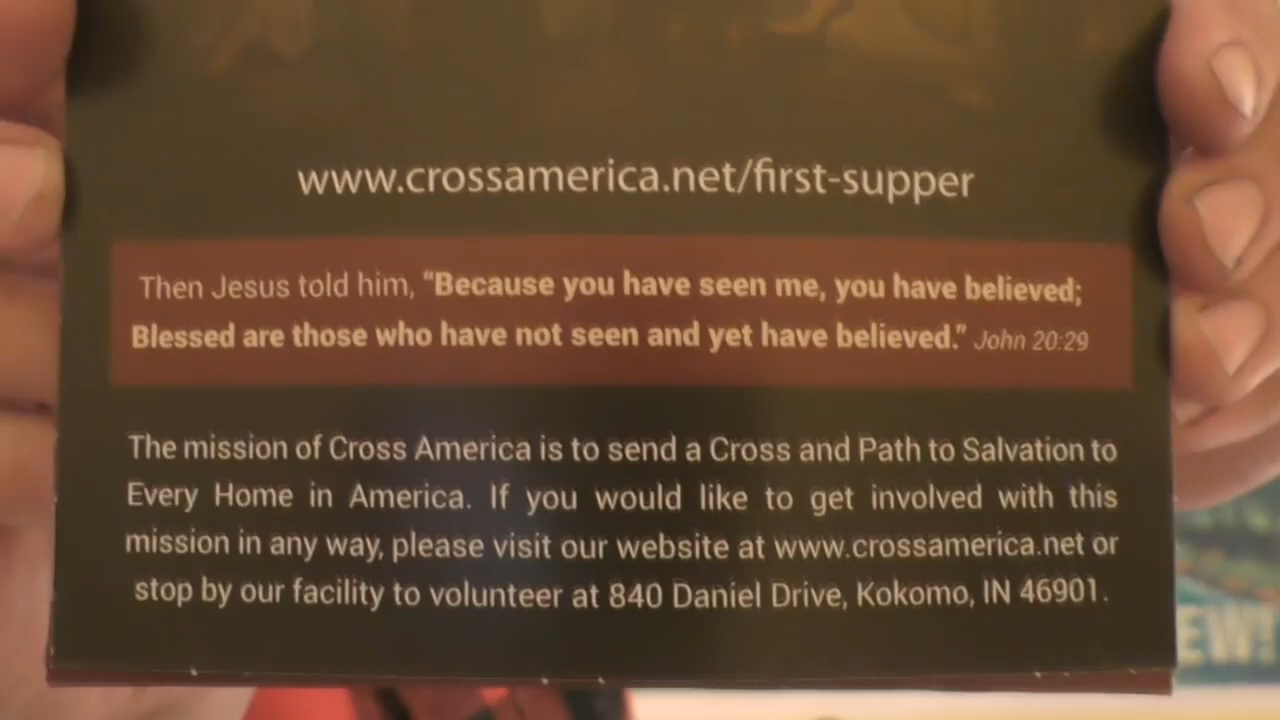 www.crossamerica.net/first-supper
Then Jesus told him, "Because you have seen me, you have believed;
Blessed are those who have not seen and yet have believed." John 20:29
The mission of Cross America is to send a Cross and Path to Salvation to
Every Home in America. If you would like to get involved with this
mission in any way, please visit our website at www.crossamerica.net or
stop by our facility to volunteer at 840 Daniel Drive, Kokomo, IN 46901.